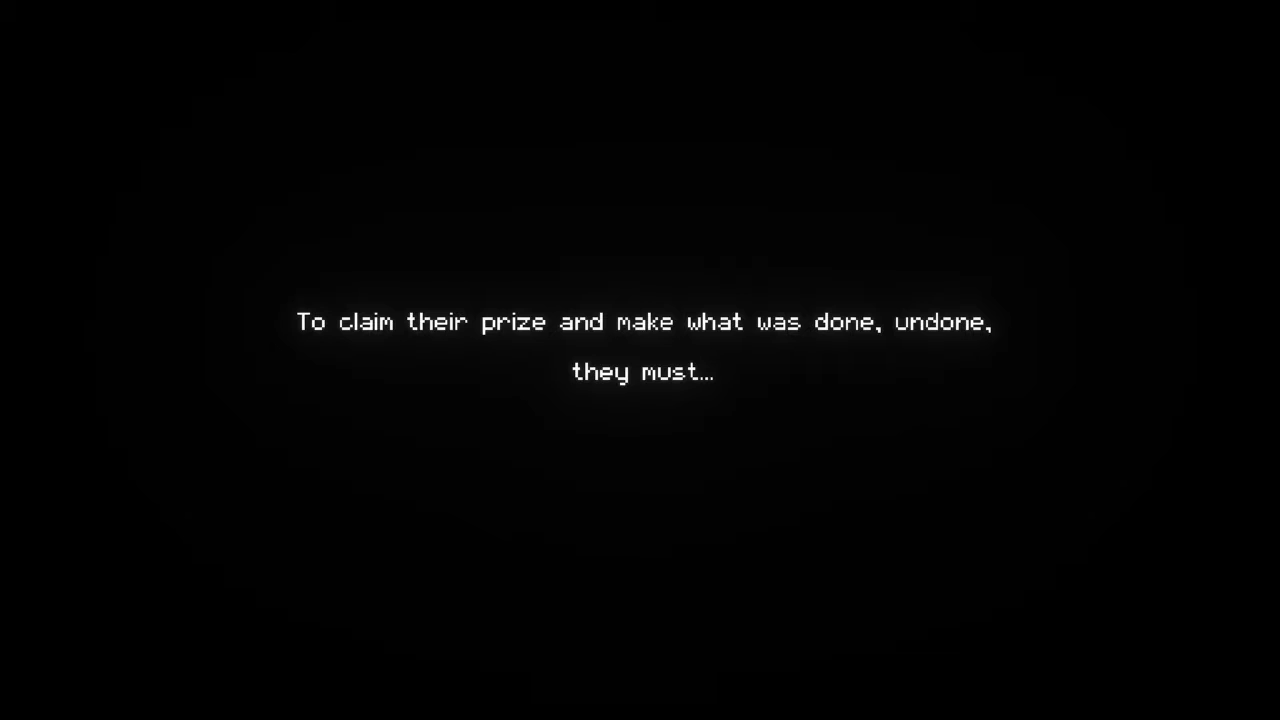 To claim their prize and make what was done, undone,
they must...